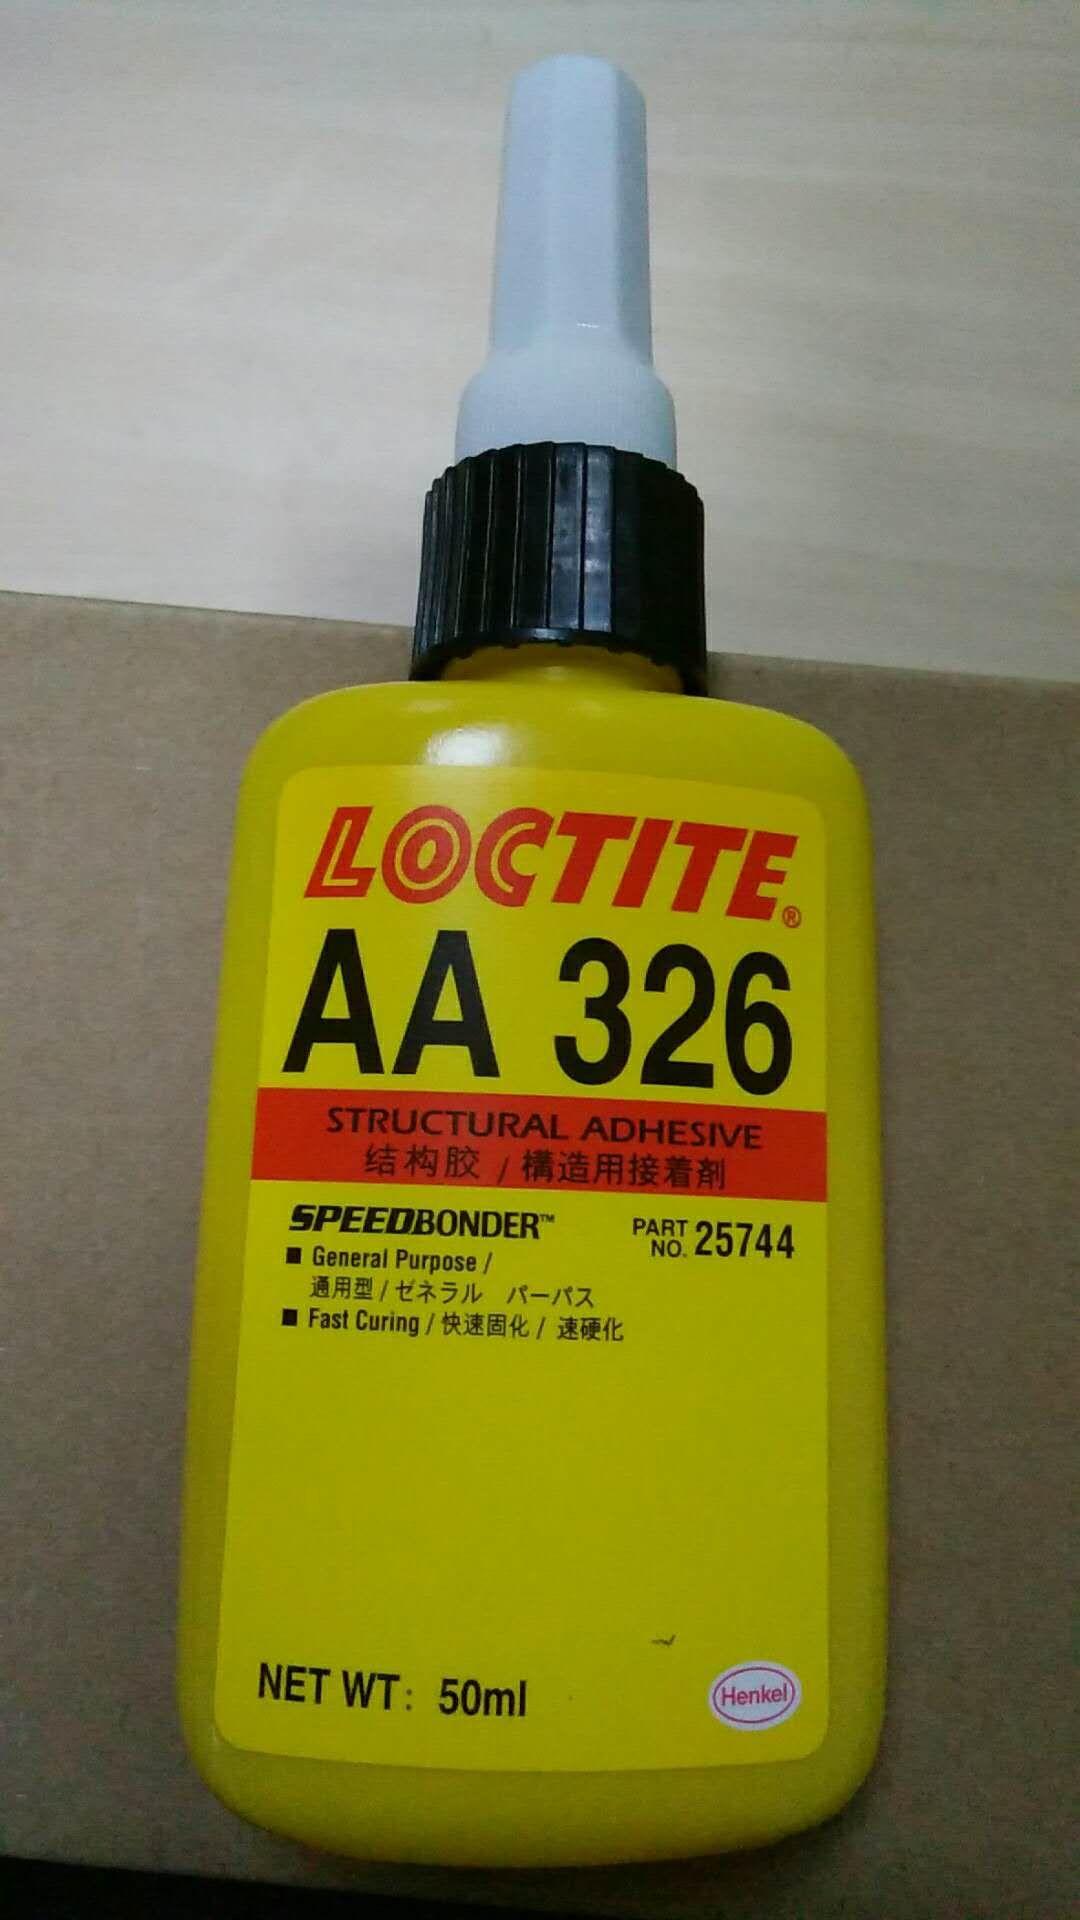 LOCTITE®
AA 326
STRUCTURAL ADHESIVE
结构胶 / 構造用接着剤
SPEEDBONDER™
PART NO. 25744
■ General Purpose /
通用型 / ゼネラル パーパス
■ Fast Curing / 快速固化 / 速硬化
NET WT: 50ml
Henkel